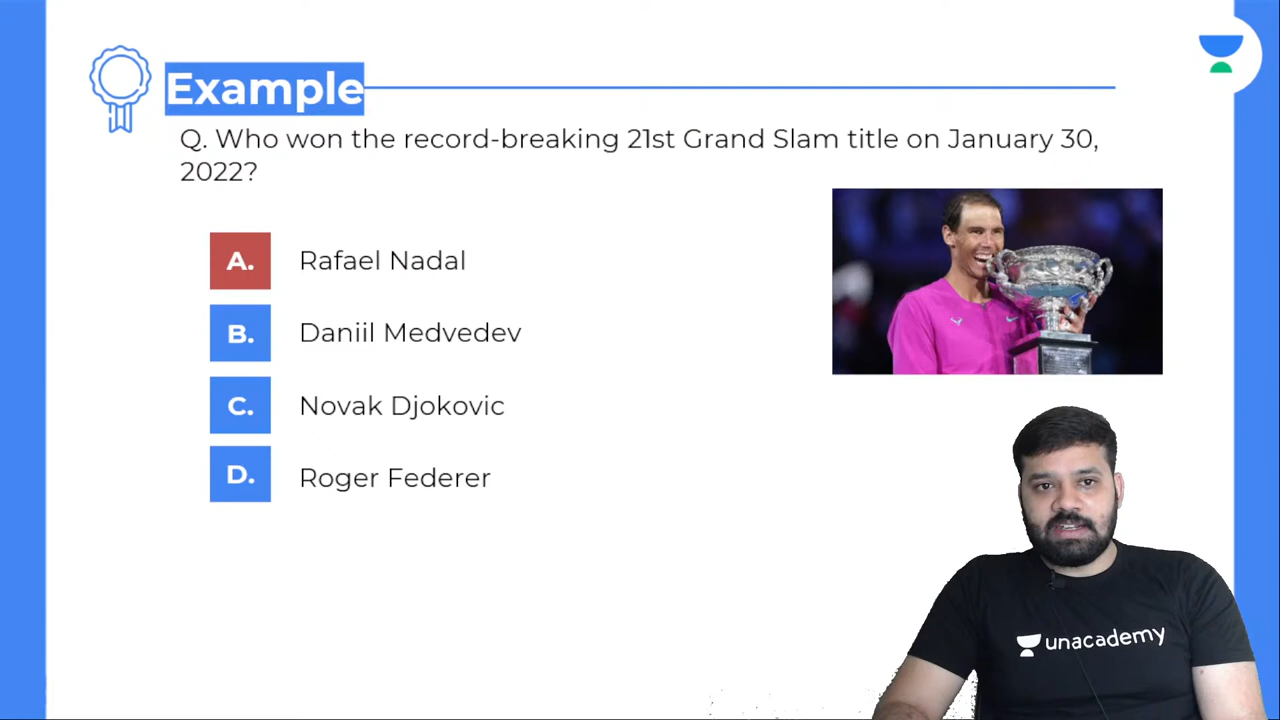 Example
Q. Who won the record-breaking 21st Grand Slam title on January 30,
2022?
A. Rafael Nadal
B. Daniil Medvedev
C. Novak Djokovic
D. Roger Federer
unacademy